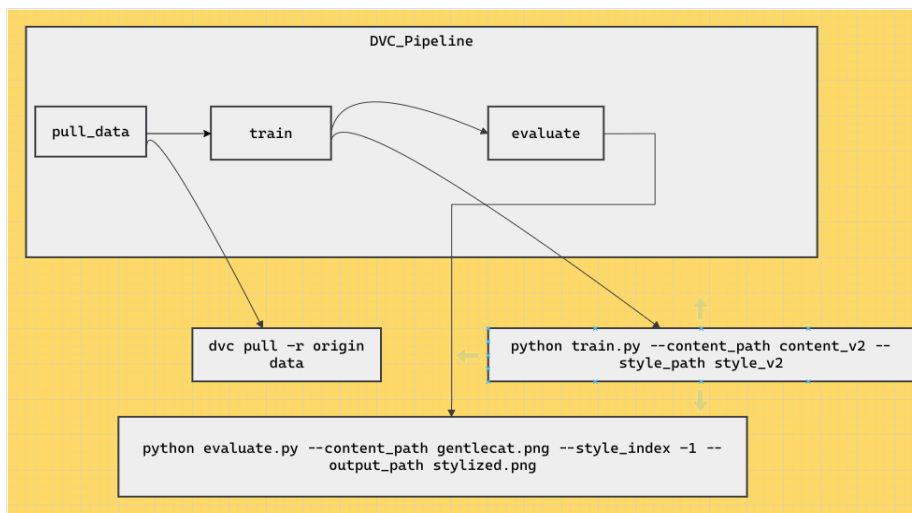 DVC_Pipeline
pull_data
train
evaluate
dvc pull -r origin
data
python train.py --content_path content_v2 --
style_path style_v2
python evaluate.py --content_path gentlecat.png --style_index -1 --
output_path stylized.png